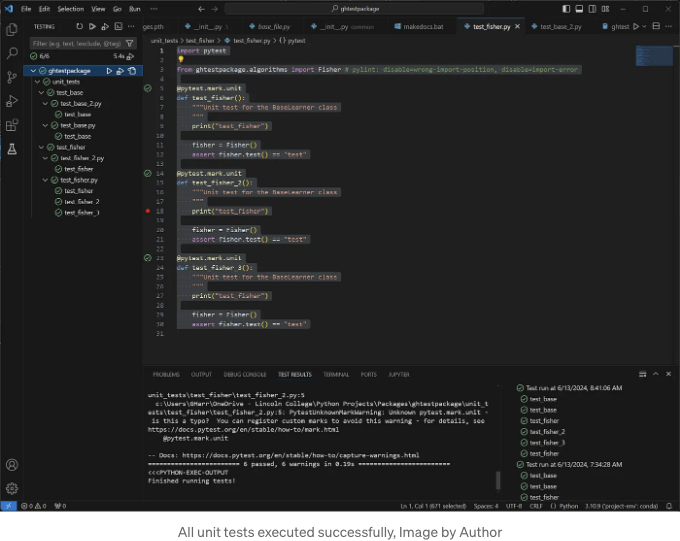 File Edit Selection View Go Run ··· ghtestpackage
TESTING
ges.pth __init__.py base_file.py __init__.py ...common makedocs.bat test_fisher.py test_base_2.py ghtest
Filter (e.g. text, !exclude, @tag)
6/6 5.4s
ghtestpackage
unit_tests
test_base
test_base_2.py
test_base
test_base.py
test_base
test_fisher
test_fisher_2.py
test_fisher
test_fisher.py
test_fisher
test_fisher_2
test_fisher_3
unit_tests > test_fisher > test_fisher.py > {} pytest
1 import pytest
2
3 from ghtestpackage.algorithms import Fisher # pylint: disable=wrong-import-position, disable=import-error
4
5 @pytest.mark.unit
6 def test_fisher():
7 """Unit test for the BaseLearner class
8 """
9 print("test_fisher")
10
11 fisher = Fisher()
12 assert fisher.test() == "test"
13
14 @pytest.mark.unit
15 def test_fisher_2():
16 """Unit test for the BaseLearner class
17 """
18 print("test_fisher")
19
20 fisher = Fisher()
21 assert fisher.test() == "test"
22
23 @pytest.mark.unit
24 def test_fisher_3():
25 """Unit test for the BaseLearner class
26 """
27 print("test_fisher")
28
29 fisher = Fisher()
30 assert fisher.test() == "test"
31
PROBLEMS OUTPUT DEBUG CONSOLE TEST RESULTS TERMINAL PORTS JUPYTER
unit_tests\test_fisher\test_fisher_2.py:5
c:\Users\GMarr\OneDrive - Lincoln College\Python Projects\Packages\ghtestpackage\unit_t
ests\test_fisher\test_fisher_2.py:5: PytestUnknownMarkWarning: Unknown pytest.mark.unit -
is this a typo? You can register custom marks to avoid this warning - for details, see
https://docs.pytest.org/en/stable/how-to/mark.html
@pytest.mark.unit
-- Docs: https://docs.pytest.org/en/stable/how-to/capture-warnings.html
======================== 6 passed, 6 warnings in 0.19s ========================
<<<PYTHON-EXEC-OUTPUT
Finished running tests!
Test run at 6/13/2024, 8:41:06 AM
test_base
test_base
test_fisher
test_fisher_2
test_fisher_3
test_fisher
Test run at 6/13/2024, 7:34:28 AM
test_base
test_base
test_fisher
0 0 0 Ln 1, Col 1 (671 selected) Spaces: 4 UTF-8 CRLF {} Python 3.10.9 ('project-env': conda)
All unit tests executed successfully, Image by Author